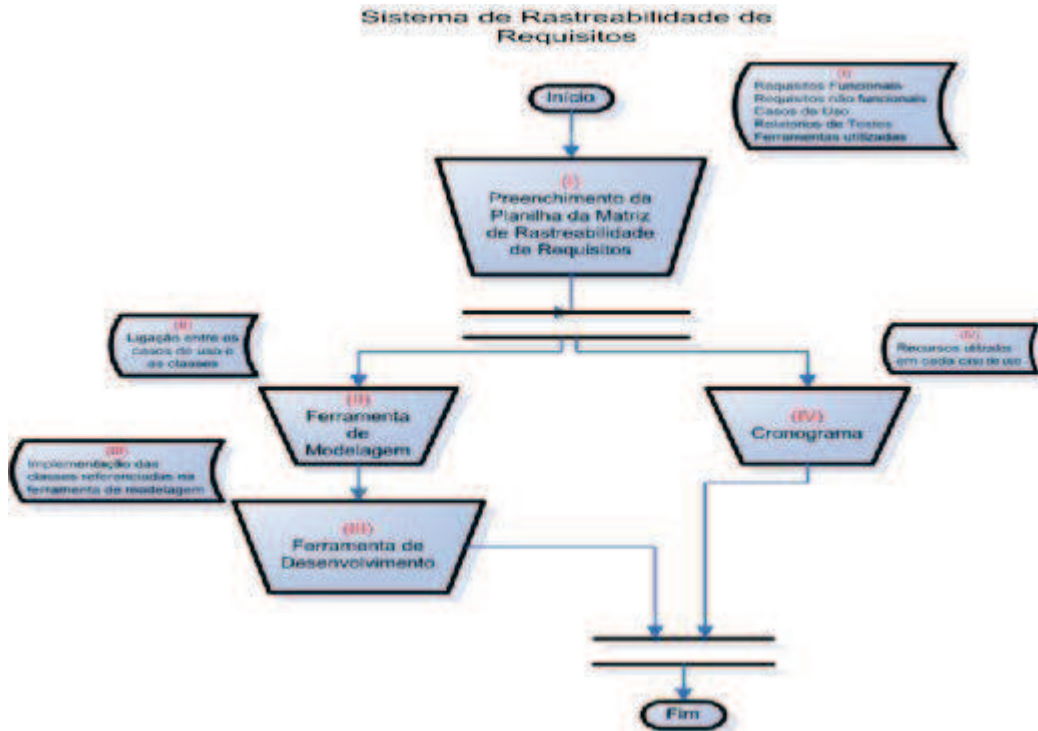 Sistema de Rastreabilidade de
Requisitos
Início
(I)
Requisitos Funcionais
Requisitos não funcionais
Casos de Uso
Relatórios de Testes
Ferramentas utilizadas
(I)
Preenchimento da
Planilha da Matriz
de Rastreabilidade
de Requisitos
(II)
Ligação entre os
casos de uso e
as classes
(IV)
Recursos utilizados
em cada caso de uso
(II)
Ferramenta
de
Modelagem
(IV)
Cronograma
(III)
Implementação das
classes referenciadas na
ferramenta de modelagem
(III)
Ferramenta de
Desenvolvimento
Fim